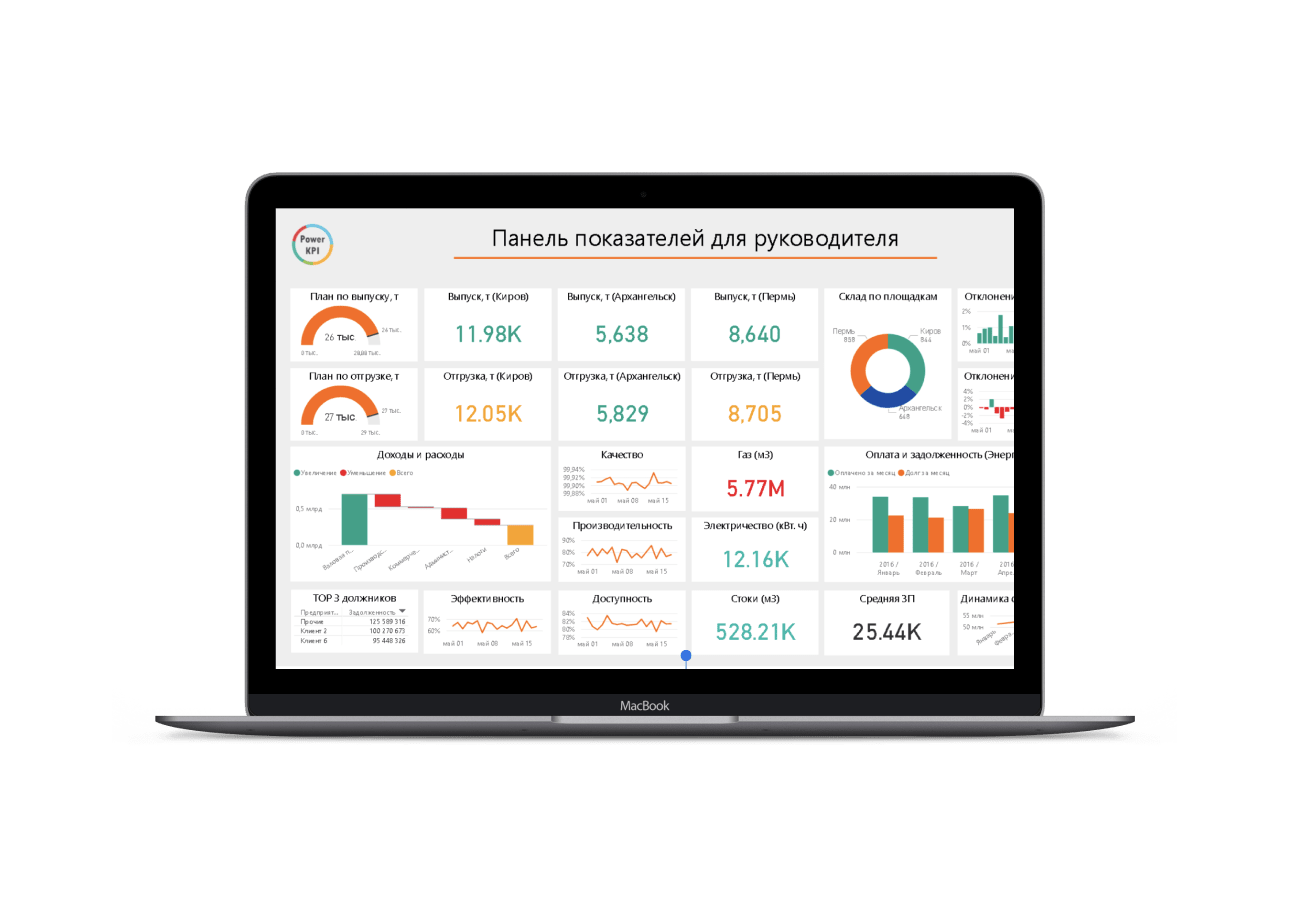 Power
KPI
Панель показателей для руководителя
План по выпуску, т
26 тыс.
26 тыс.
0 тыс.
Выпуск, т (Киров)
11.98K
Выпуск, т (Архангельск)
5,638
Выпуск, т (Пермь)
8,640
Склад по площадкам
Пермь
838
Киров
844
Архангельск
648
Отклонени
2%
1%
0%
май 01
План по отгрузке, т
27 тыс.
27 тыс.
0 тыс.
29 тыс.
Отгрузка, т (Киров)
12.05K
Отгрузка, т (Архангельск)
5,829
Отгрузка, т (Пермь)
8,705
Отклонени
4%
2%
0%
-2%
-4%
май 01
Доходы и расходы
Увеличение Уменьшение Всего
0,5 млрд
0,0 млрд
Валовая п...
Производс...
Коммерче...
Админист...
Налоги
Всего
Качество
99,94%
99,92%
99,90%
99,88%
май 01 май 08 май 15
Газ (м3)
5.77M
Оплата и задолженность (Энерг
Оплачено за месяц Долг за месяц
40 млн
20 млн
0 млн
2016 / Январь
2016 / Февраль
2016 / Март
2016 Апре
Производительность
90%
80%
70%
май 01 май 08 май 15
Электричество (кВт. ч)
12.16K
TOP 3 должников
Предприят... Задолженность
Прочие 125 589 316
Клиент 2 100 270 673
Клиент 6 95 448 326
Эффективность
70%
60%
май 01 май 08 май 15
Доступность
84%
82%
80%
78%
май 01 май 08 май 15
Стоки (м3)
528.21K
Средняя ЗП
25.44K
Динамика с
55 млн
50 млн
Январь
Февра...
MacBook